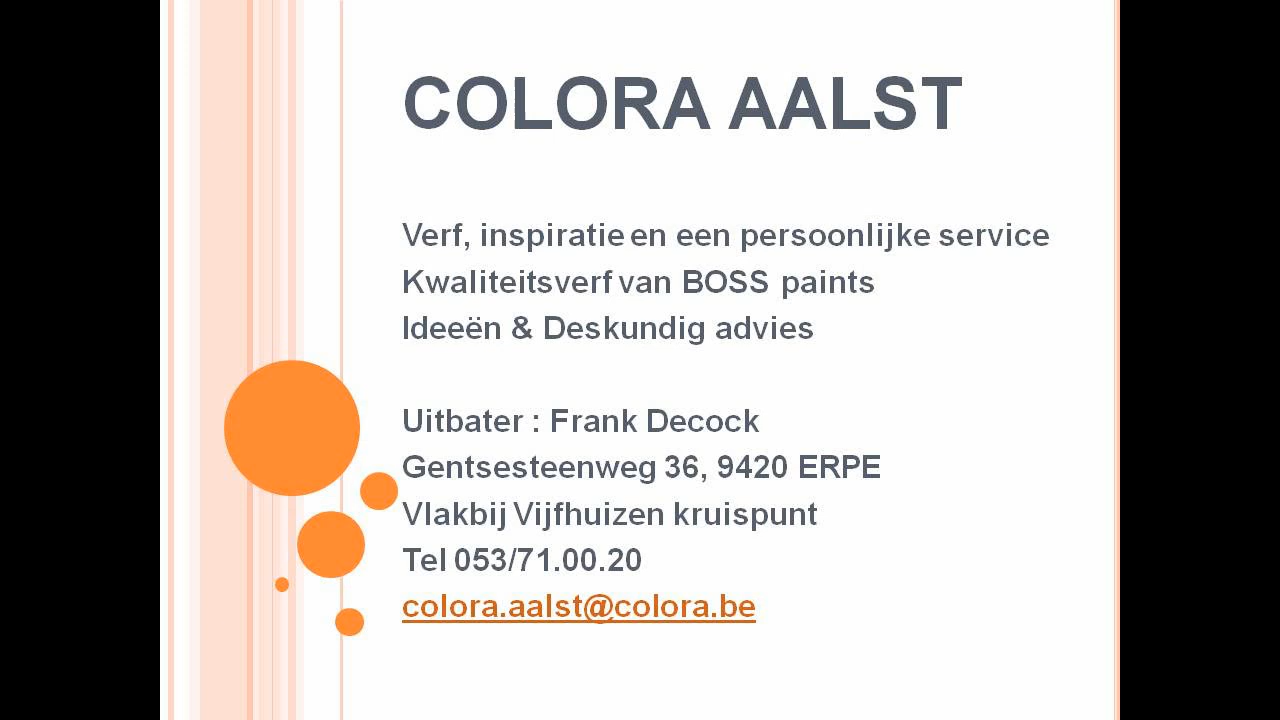 COLORA AALST
Verf, inspiratie en een persoonlijke service
Kwaliteitsverf van BOSS paints
Ideeën & Deskundig advies
Uitbater : Frank Decock
Gentsesteenweg 36, 9420 ERPE
Vlakbij Vijfhuizen kruispunt
Tel 053/71.00.20
colora.aalst@colora.be